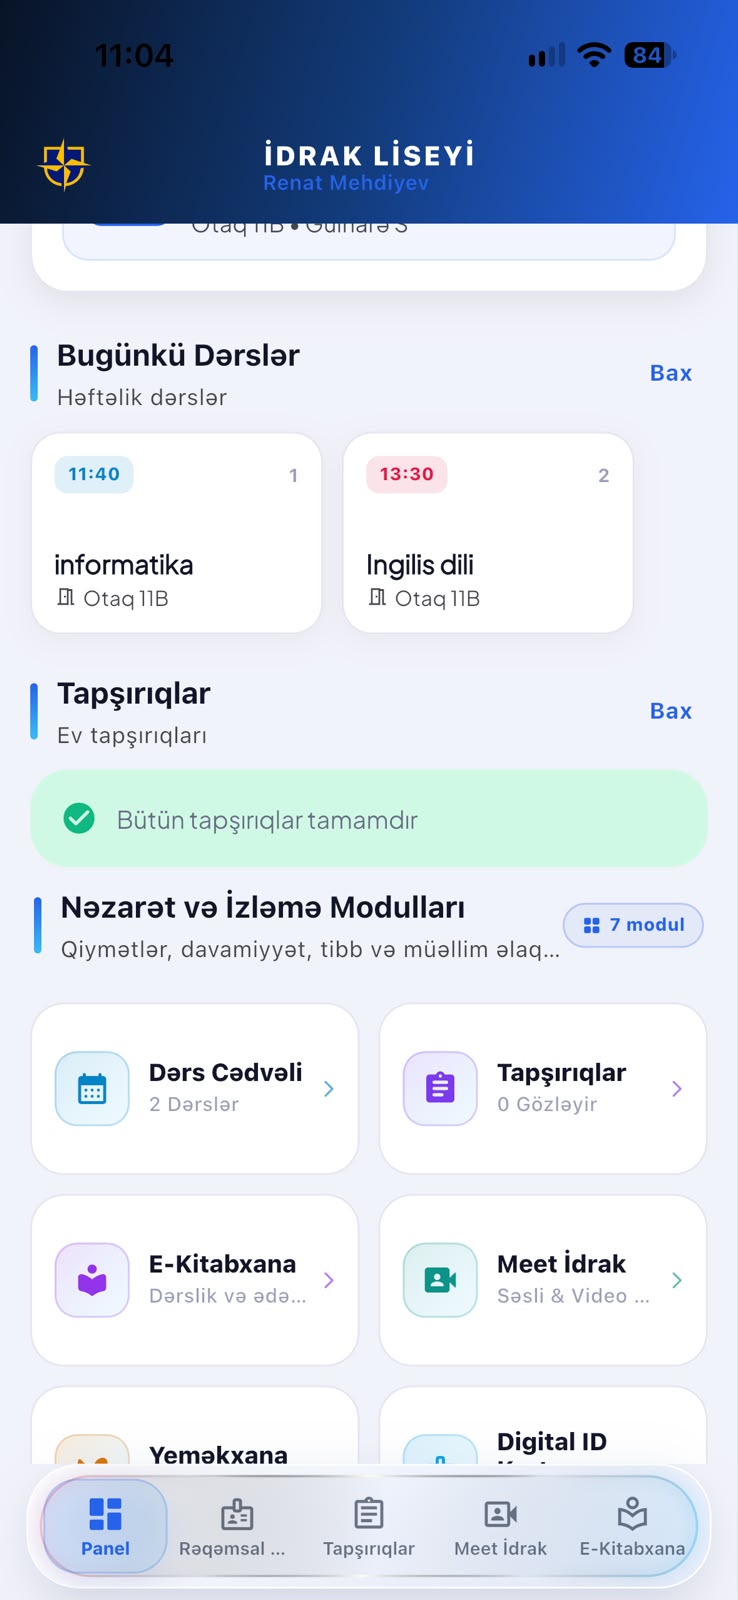 11:04
84
İDRAK LİSEYİ
Renat Mehdiyev
Otaq 11B • Gülnarə S
Bugünkü Dərslər
Həftəlik dərslər
Bax
11:40
1
informatika
Otaq 11B
13:30
2
Ingilis dili
Otaq 11B
Tapşırıqlar
Ev tapşırıqları
Bax
Bütün tapşırıqlar tamamdır
Nəzarət və İzləmə Modulları
Qiymətlər, davamiyyət, tibb və müəllim əlaq...
7 modul
Dərs Cədvəli
2 Dərslər
Tapşırıqlar
0 Gözləyir
E-Kitabxana
Dərslik və ədə...
Meet İdrak
Səsli & Video ...
Yeməkxana
Digital ID
Panel
Rəqəmsal ...
Tapşırıqlar
Meet İdrak
E-Kitabxana